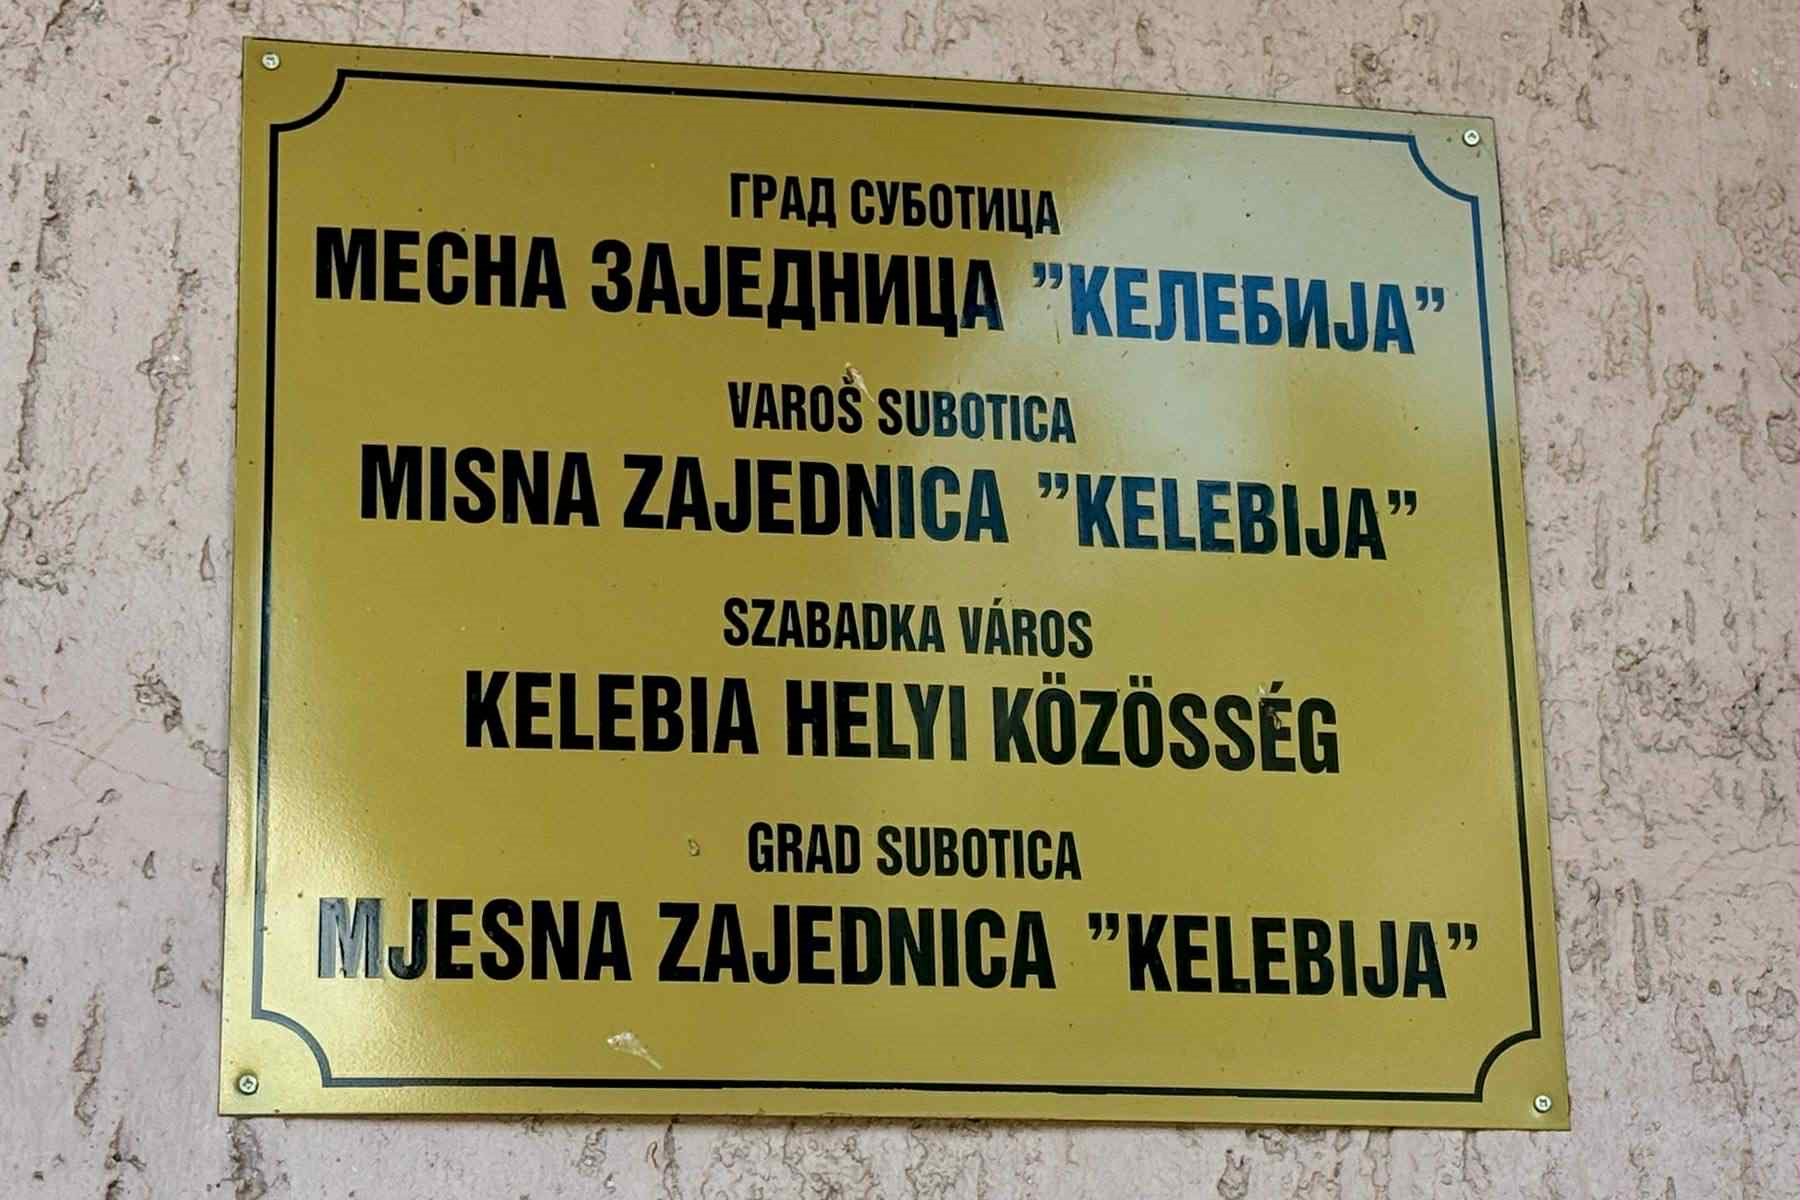 ГРАД СУБОТИЦА
МЕСНА ЗАЈЕДНИЦА ”КЕЛЕБИЈА”
VAROŠ SUBOTICA
MISNA ZAJEDNICA ”KELEBIJA”
SZABADKA VÁROS
KELEBIA HELYI KÖZÖSSÉG
GRAD SUBOTICA
MJESNA ZAJEDNICA ”KELEBIJA”